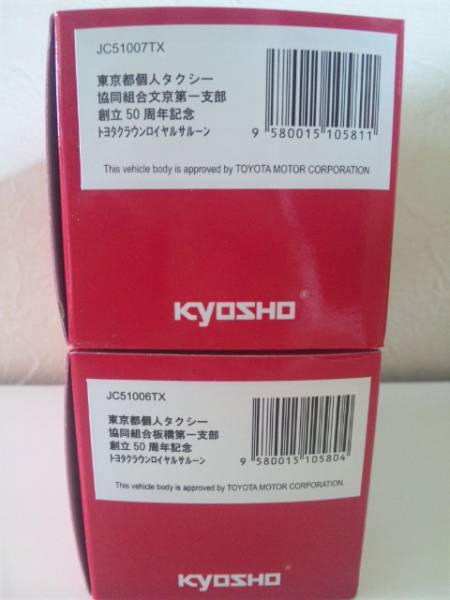 JC51007TX
東京都個人タクシー
協同組合文京第一支部
創立50周年記念
トヨタクラウンロイヤルサルーン
9 580015 105811
This vehicle body is approved by TOYOTA MOTOR CORPORATION.
KYOSHO
JC51006TX
東京都個人タクシー
協同組合板橋第一支部
創立50周年記念
トヨタクラウンロイヤルサルーン
9 580015 105804
This vehicle body is approved by TOYOTA MOTOR CORPORATION.
KYOSHO